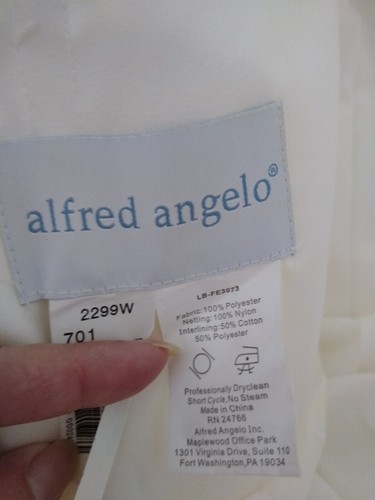 alfred angelo®
2299W
701
LB-FE3973
Fabric:100% Polyester
Netting:100% Nylon
Interlining:50% Cotton
50% Polyester
Professionally Dryclean
Short Cycle,No Steam
Made in China
RN 24766
Alfred Angelo Inc.
Maplewood Office Park
1301 Virginia Drive, Suite 110
Fort Washington,PA 19034